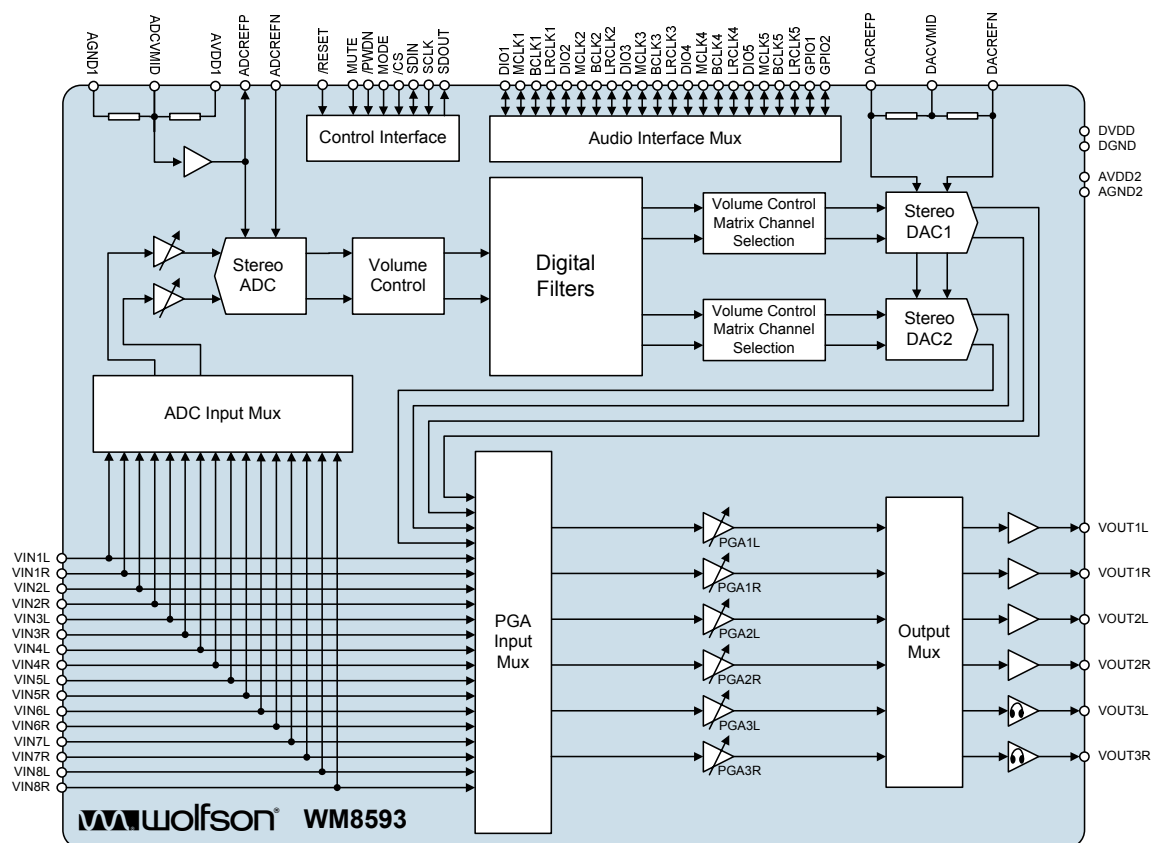 AGND1
ADCVMID
AVDD1
ADCREFP
ADCREFN
/RESET
MUTE
/PWDN
MODE
/CS
SDIN
SCLK
SDOUT
DIO1
MCLK1
BCLK1
LRCLK1
DIO2
MCLK2
BCLK2
LRCLK2
DIO3
MCLK3
BCLK3
LRCLK3
DIO4
MCLK4
BCLK4
LRCLK4
DIO5
MCLK5
BCLK5
LRCLK5
GPIO1
GPIO2
DACREFP
DACVMID
DACREFN
Control Interface
Audio Interface Mux
DVDD
DGND
AVDD2
AGND2
Stereo
ADC
Volume
Control
Digital
Filters
Volume Control
Matrix Channel
Selection
Stereo
DAC1
Volume Control
Matrix Channel
Selection
Stereo
DAC2
ADC Input Mux
VIN1L
VIN1R
VIN2L
VIN2R
VIN3L
VIN3R
VIN4L
VIN4R
VIN5L
VIN5R
VIN6L
VIN6R
VIN7L
VIN7R
VIN8L
VIN8R
PGA
Input
Mux
PGA1L
PGA1R
PGA2L
PGA2R
PGA3L
PGA3R
Output
Mux
VOUT1L
VOUT1R
VOUT2L
VOUT2R
VOUT3L
VOUT3R
wolfson® WM8593